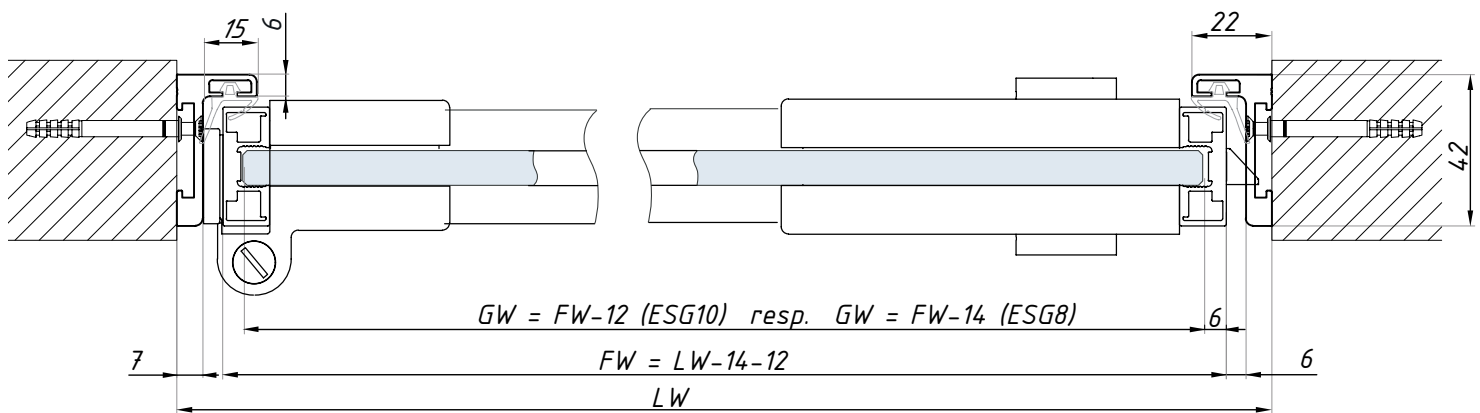 15
6
22
42
GW = FW-12 (ESG10) resp. GW = FW-14 (ESG8)
6
7
FW = LW-14-12
6
LW